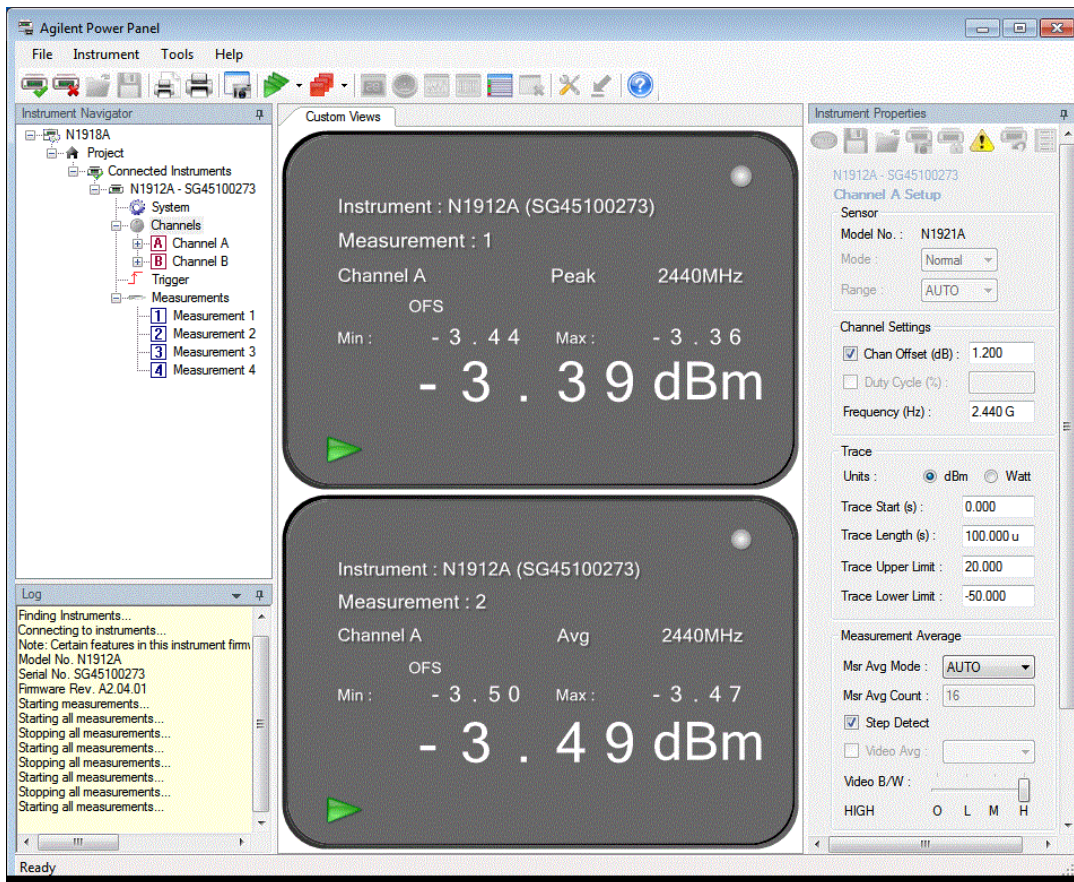 Agilent Power Panel
File Instrument Tools Help
Instrument Navigator
N1918A
Project
Connected Instruments
N1912A - SG45100273
System
Channels
A Channel A
B Channel B
Trigger
Measurements
1 Measurement 1
2 Measurement 2
3 Measurement 3
4 Measurement 4
Log
Finding Instruments...
Connecting to instruments...
Note: Certain features in this instrument firmw
Model No. N1912A
Serial No. SG45100273
Firmware Rev. A2.04.01
Starting measurements...
Starting all measurements...
Stopping all measurements...
Starting all measurements...
Stopping all measurements...
Starting all measurements...
Stopping all measurements...
Starting all measurements...
Custom Views
Instrument : N1912A (SG45100273)
Measurement : 1
Channel A Peak 2440MHz
OFS
Min : - 3 . 4 4 Max : - 3 . 3 6
- 3 . 3 9 dBm
Instrument : N1912A (SG45100273)
Measurement : 2
Channel A Avg 2440MHz
OFS
Min : - 3 . 5 0 Max : - 3 . 4 7
- 3 . 4 9 dBm
Instrument Properties
N1912A - SG45100273
Channel A Setup
Sensor
Model No. : N1921A
Mode : Normal
Range : AUTO
Channel Settings
Chan Offset (dB) : 1.200
Duty Cycle (%) :
Frequency (Hz) : 2.440 G
Trace
Units : dBm Watt
Trace Start (s) : 0.000
Trace Length (s) : 100.000 u
Trace Upper Limit : 20.000
Trace Lower Limit : -50.000
Measurement Average
Msr Avg Mode : AUTO
Msr Avg Count : 16
Step Detect
Video Avg :
Video B/W :
HIGH O L M H
Ready